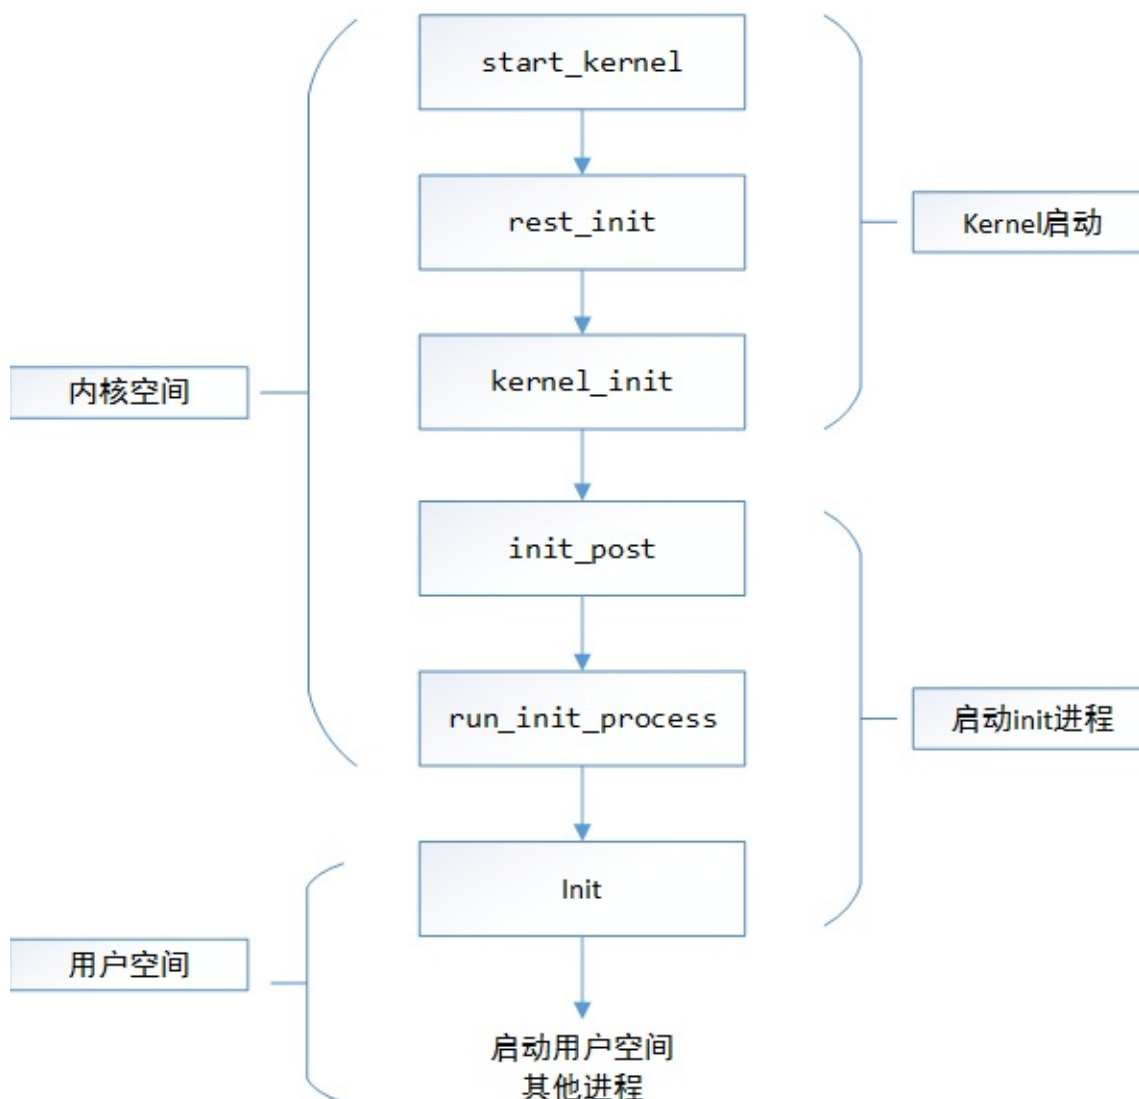 start_kernel
rest_init
Kernel启动
kernel_init
内核空间
init_post
run_init_process
启动init进程
Init
用户空间
启动用户空间
其他进程